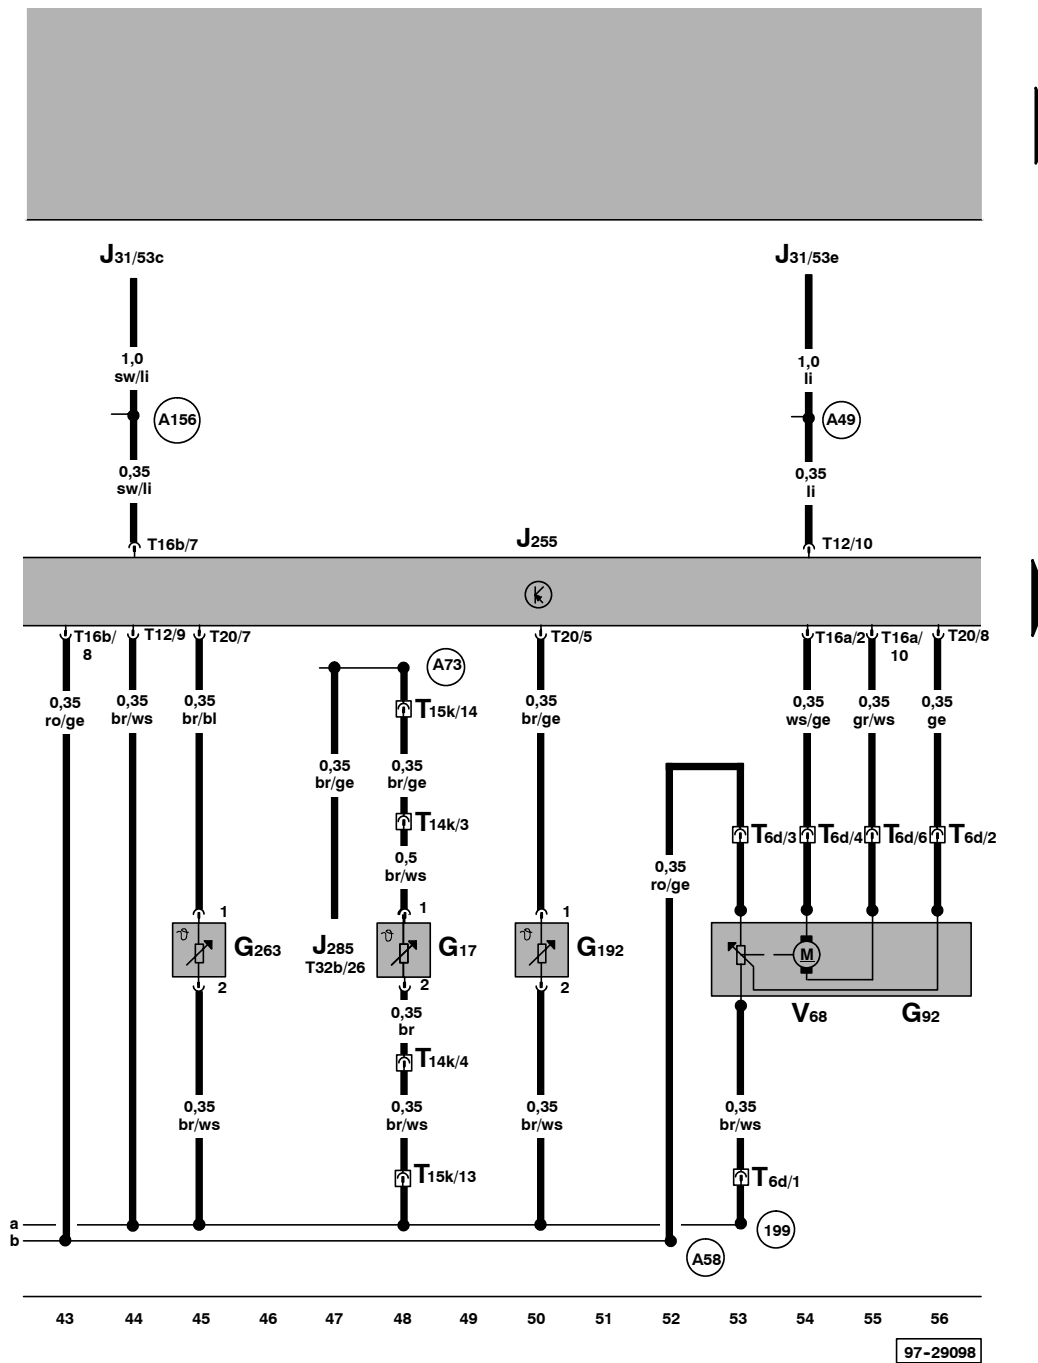 J31/53c
J31/53e
1,0
sw/li
1,0
li
A156
A49
0,35
sw/li
0,35
li
T16b/7
J255
T12/10
T16b/
8
T12/9
T20/7
T20/5
T16a/2
T16a/
10
T20/8
A73
0,35
ro/ge
0,35
br/ws
0,35
br/bl
T15k/14
0,35
br/ge
0,35
ws/ge
0,35
gr/ws
0,35
ge
0,35
br/ge
0,35
br/ge
T14k/3
T6d/3
T6d/4
T6d/6
T6d/2
0,5
br/ws
0,35
ro/ge
1
1
1
G263
J285
T32b/26
G17
G192
M
2
2
2
V68
G92
0,35
br
T14k/4
0,35
br/ws
0,35
br/ws
0,35
br/ws
0,35
br/ws
T15k/13
T6d/1
a
b
199
A58
43 44 45 46 47 48 49 50 51 52 53 54 55 56
97-29098